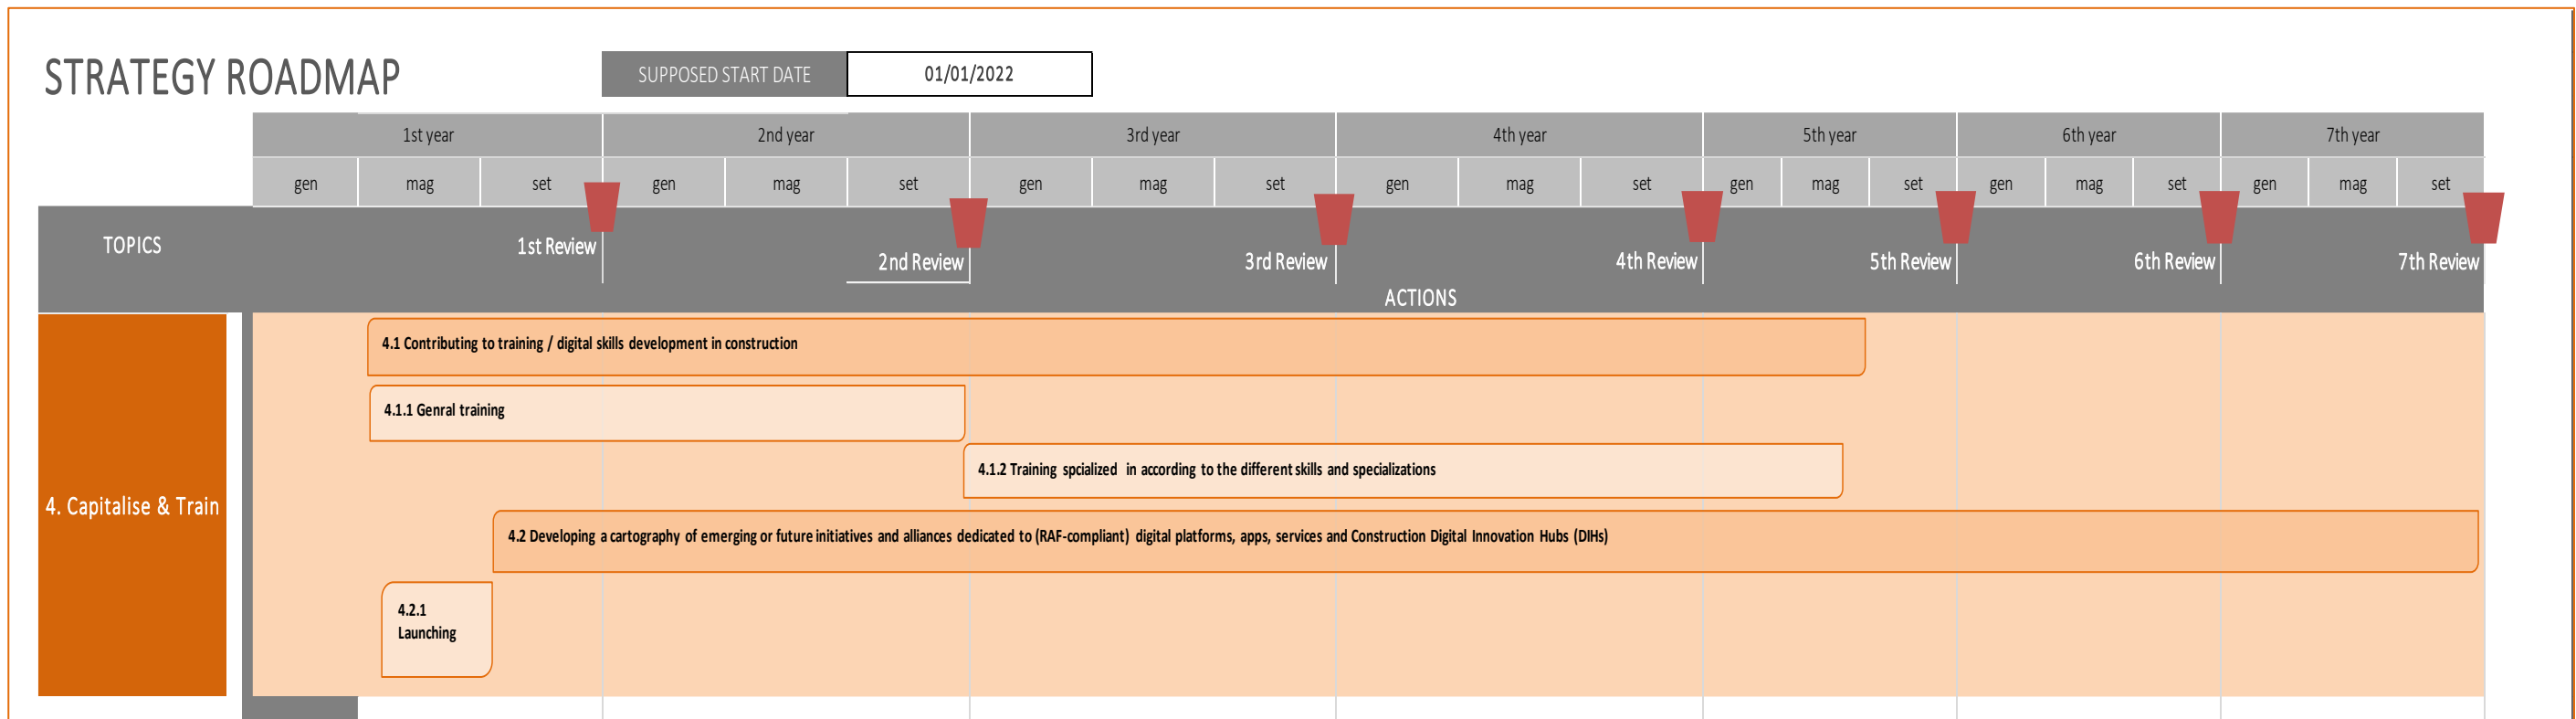 STRATEGY ROADMAP
SUPPOSED START DATE 01/01/2022
1st year 2nd year 3rd year 4th year 5th year 6th year 7th year
gen mag set gen mag set gen mag set gen mag set gen mag set gen mag set gen mag set
TOPICS
1st Review 2nd Review 3rd Review 4th Review 5th Review 6th Review 7th Review
ACTIONS
4. Capitalise & Train
4.1 Contributing to training / digital skills development in construction
4.1.1 Genral training
4.1.2 Training spcialized in according to the different skills and specializations
4.2 Developing a cartography of emerging or future initiatives and alliances dedicated to (RAF-compliant) digital platforms, apps, services and Construction Digital Innovation Hubs (DIHs)
4.2.1
Launching